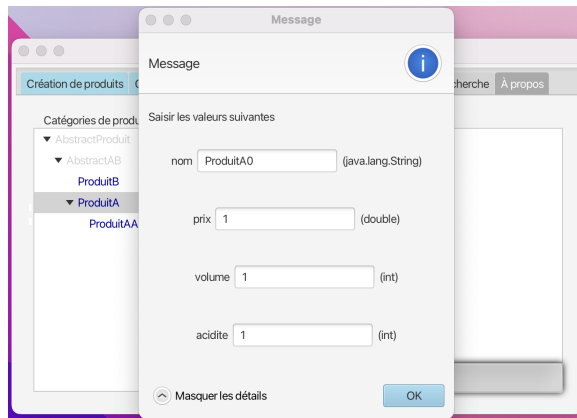 Message
Message
Création de produits
cherche
À propos
Catégories de produ
AbstractProduit
AbstractAB
ProduitB
ProduitA
ProduitAA
Saisir les valeurs suivantes
nom ProduitA0 (java.lang.String)
prix 1 (double)
volume 1 (int)
acidite 1 (int)
Masquer les détails
OK